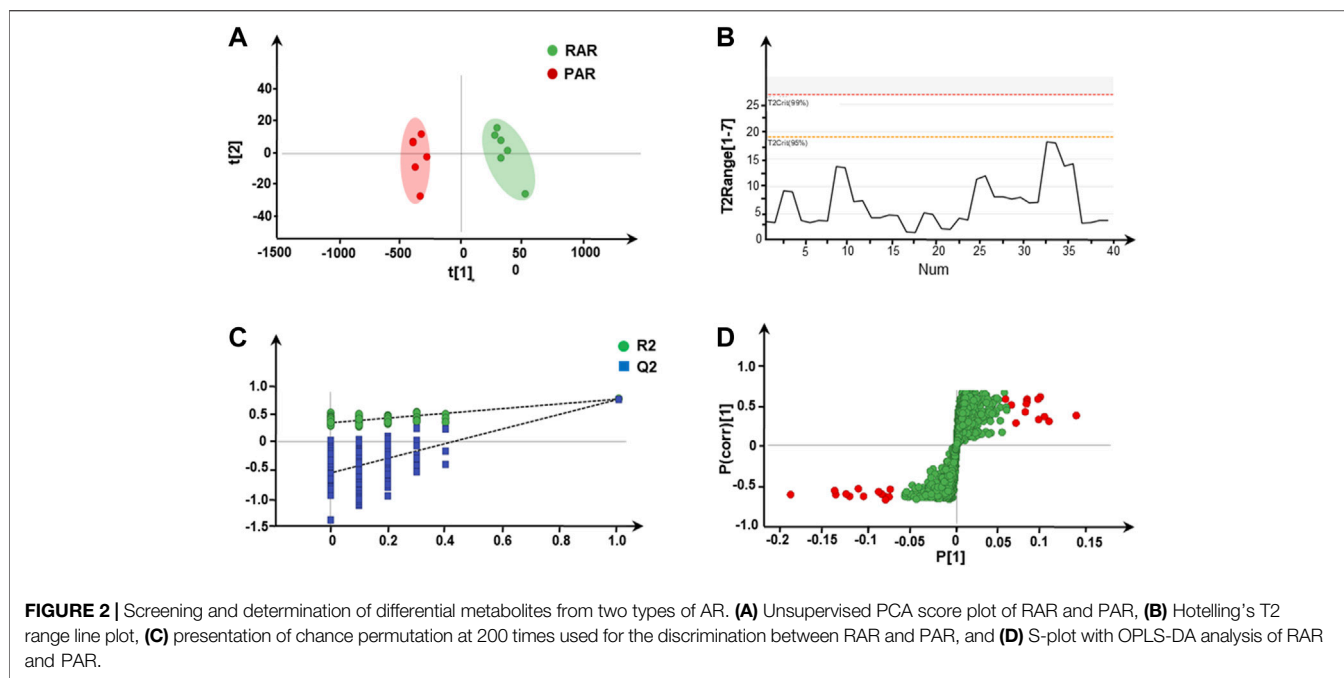 A
RAR
PAR
40
20
0
-20
-40
t[2]
-1500
-1000
-500
0
50
0
1000
t[1]
B
T2Crit(99%)
T2Crit(95%)
25
20
15
10
5
0
T2Range[1-7]
5
10
15
20
25
30
35
40
Num
C
R2
Q2
1.0
0.5
0
-0.5
-1.0
-1.5
0
0.2
0.4
0.6
0.8
1.0
D
1.0
0.5
0
-0.5
-1.0
P(corr)[1]
-0.2
-0.15
-0.1
-0.05
0
0.05
0.1
0.15
P[1]
FIGURE 2 | Screening and determination of differential metabolites from two types of AR. (A) Unsupervised PCA score plot of RAR and PAR, (B) Hotelling's T2
range line plot, (C) presentation of chance permutation at 200 times used for the discrimination between RAR and PAR, and (D) S-plot with OPLS-DA analysis of RAR
and PAR.